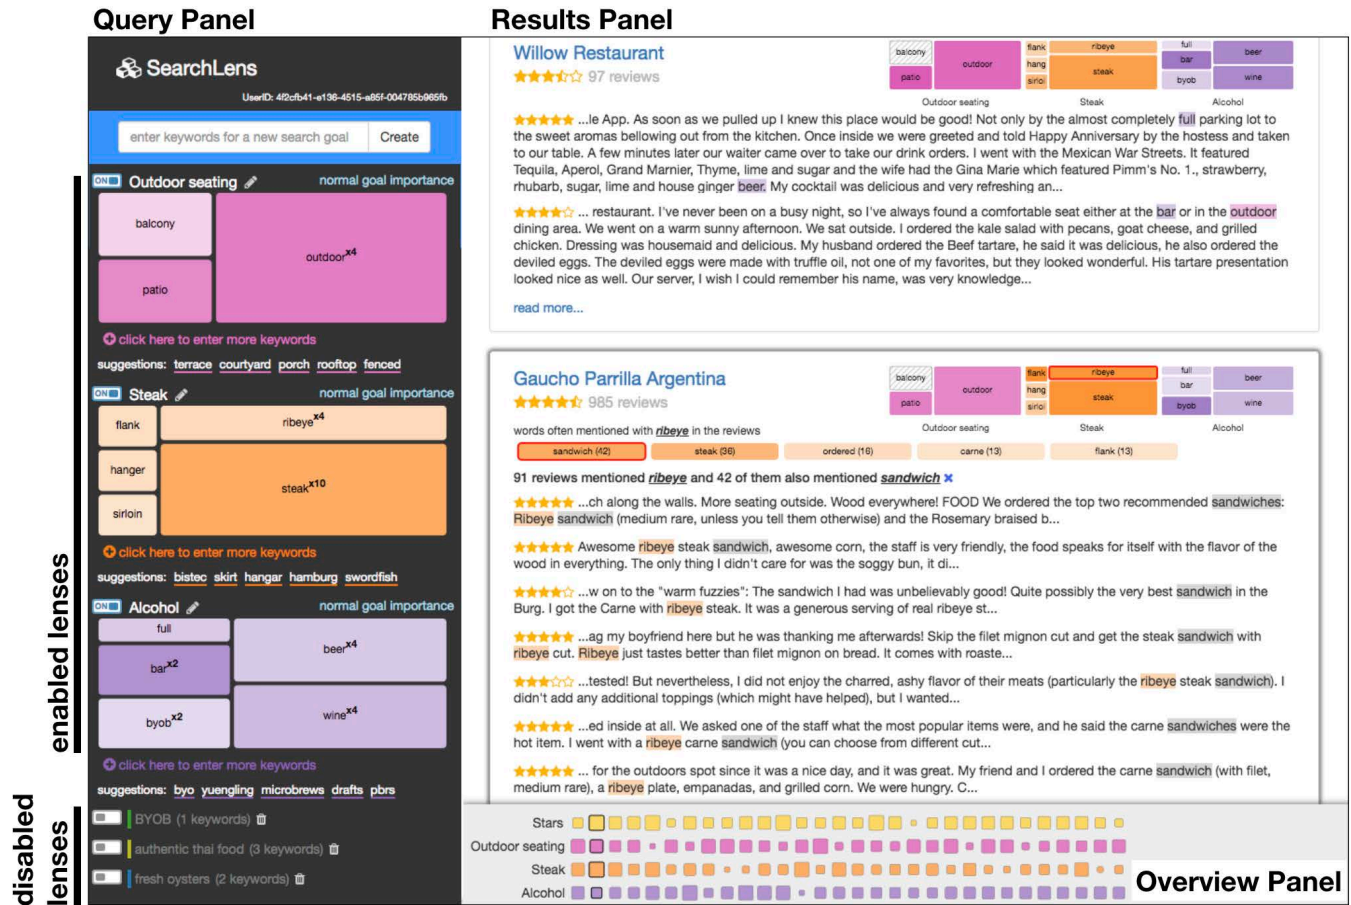 Query Panel
Results Panel
SearchLens
UserID: 4f2cfb41-e136-4515-a85f-004785b965fb
enter keywords for a new search goal
Create
enabled lenses
ON Outdoor seating normal goal importance
balcony
patio
outdoorx4
click here to enter more keywords
suggestions: terrace courtyard porch rooftop fenced
ON Steak normal goal importance
flank
hanger
sirloin
ribeyex4
steakx10
click here to enter more keywords
suggestions: bistec skirt hangar hamburg swordfish
ON Alcohol normal goal importance
full
barx2
byobx2
beerx4
winex4
click here to enter more keywords
suggestions: byo yuengling microbrews drafts pbrs
disabled lenses
BYOB (1 keywords)
authentic thai food (3 keywords)
fresh oysters (2 keywords)
Willow Restaurant
97 reviews
balcony
patio
outdoor
Outdoor seating
flank
hang
sirloi
ribeye
steak
Steak
full
bar
byob
beer
wine
Alcohol
...le App. As soon as we pulled up I knew this place would be good! Not only by the almost completely full parking lot to
the sweet aromas bellowing out from the kitchen. Once inside we were greeted and told Happy Anniversary by the hostess and taken
to our table. A few minutes later our waiter came over to take our drink orders. I went with the Mexican War Streets. It featured
Tequila, Aperol, Grand Marnier, Thyme, lime and sugar and the wife had the Gina Marie which featured Pimm's No. 1., strawberry,
rhubarb, sugar, lime and house ginger beer. My cocktail was delicious and very refreshing an...
... restaurant. I've never been on a busy night, so I've always found a comfortable seat either at the bar or in the outdoor
dining area. We went on a warm sunny afternoon. We sat outside. I ordered the kale salad with pecans, goat cheese, and grilled
chicken. Dressing was housemaid and delicious. My husband ordered the Beef tartare, he said it was delicious, he also ordered the
deviled eggs. The deviled eggs were made with truffle oil, not one of my favorites, but they looked wonderful. His tartare presentation
looked nice as well. Our server, I wish I could remember his name, was very knowledge...
read more...
Gaucho Parrilla Argentina
985 reviews
balcony
patio
outdoor
Outdoor seating
flank
hang
sirloi
ribeye
steak
Steak
full
bar
byob
beer
wine
Alcohol
words often mentioned with ribeye in the reviews
sandwich (42) steak (36) ordered (16) carne (13) flank (13)
91 reviews mentioned ribeye and 42 of them also mentioned sandwich ×
...ch along the walls. More seating outside. Wood everywhere! FOOD We ordered the top two recommended sandwiches:
Ribeye sandwich (medium rare, unless you tell them otherwise) and the Rosemary braised b...
Awesome ribeye steak sandwich, awesome corn, the staff is very friendly, the food speaks for itself with the flavor of the
wood in everything. The only thing I didn't care for was the soggy bun, it di...
...w on to the "warm fuzzies": The sandwich I had was unbelievably good! Quite possibly the very best sandwich in the
Burg. I got the Carne with ribeye steak. It was a generous serving of real ribeye st...
...ag my boyfriend here but he was thanking me afterwards! Skip the filet mignon cut and get the steak sandwich with
ribeye cut. Ribeye just tastes better than filet mignon on bread. It comes with roaste...
...tested! But nevertheless, I did not enjoy the charred, ashy flavor of their meats (particularly the ribeye steak sandwich). I
didn't add any additional toppings (which might have helped), but I wanted...
...ed inside at all. We asked one of the staff what the most popular items were, and he said the carne sandwiches were the
hot item. I went with a ribeye carne sandwich (you can choose from different cut...
... for the outdoors spot since it was a nice day, and it was great. My friend and I ordered the carne sandwich (with filet,
medium rare), a ribeye plate, empanadas, and grilled corn. We were hungry. C...
Stars
Outdoor seating
Steak
Alcohol
Overview Panel